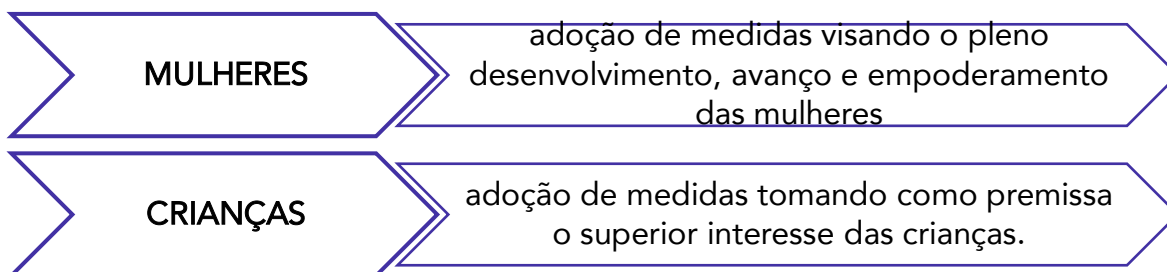 MULHERES
adoção de medidas visando o pleno
desenvolvimento, avanço e empoderamento
das mulheres
CRIANÇAS
adoção de medidas tomando como premissa
o superior interesse das crianças.